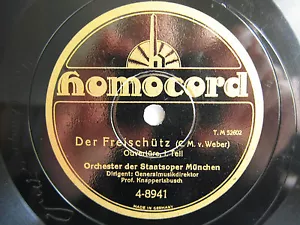 h
homocord
T.M 52602
Der Freischütz (C. M. v. Weber)
Ouvertüre, I. Teil
Orchester der Staatsoper München
Dirigent: Generalmusikdirektor
Prof. Knappertsbusch
4-8941
MADE IN GERMANY